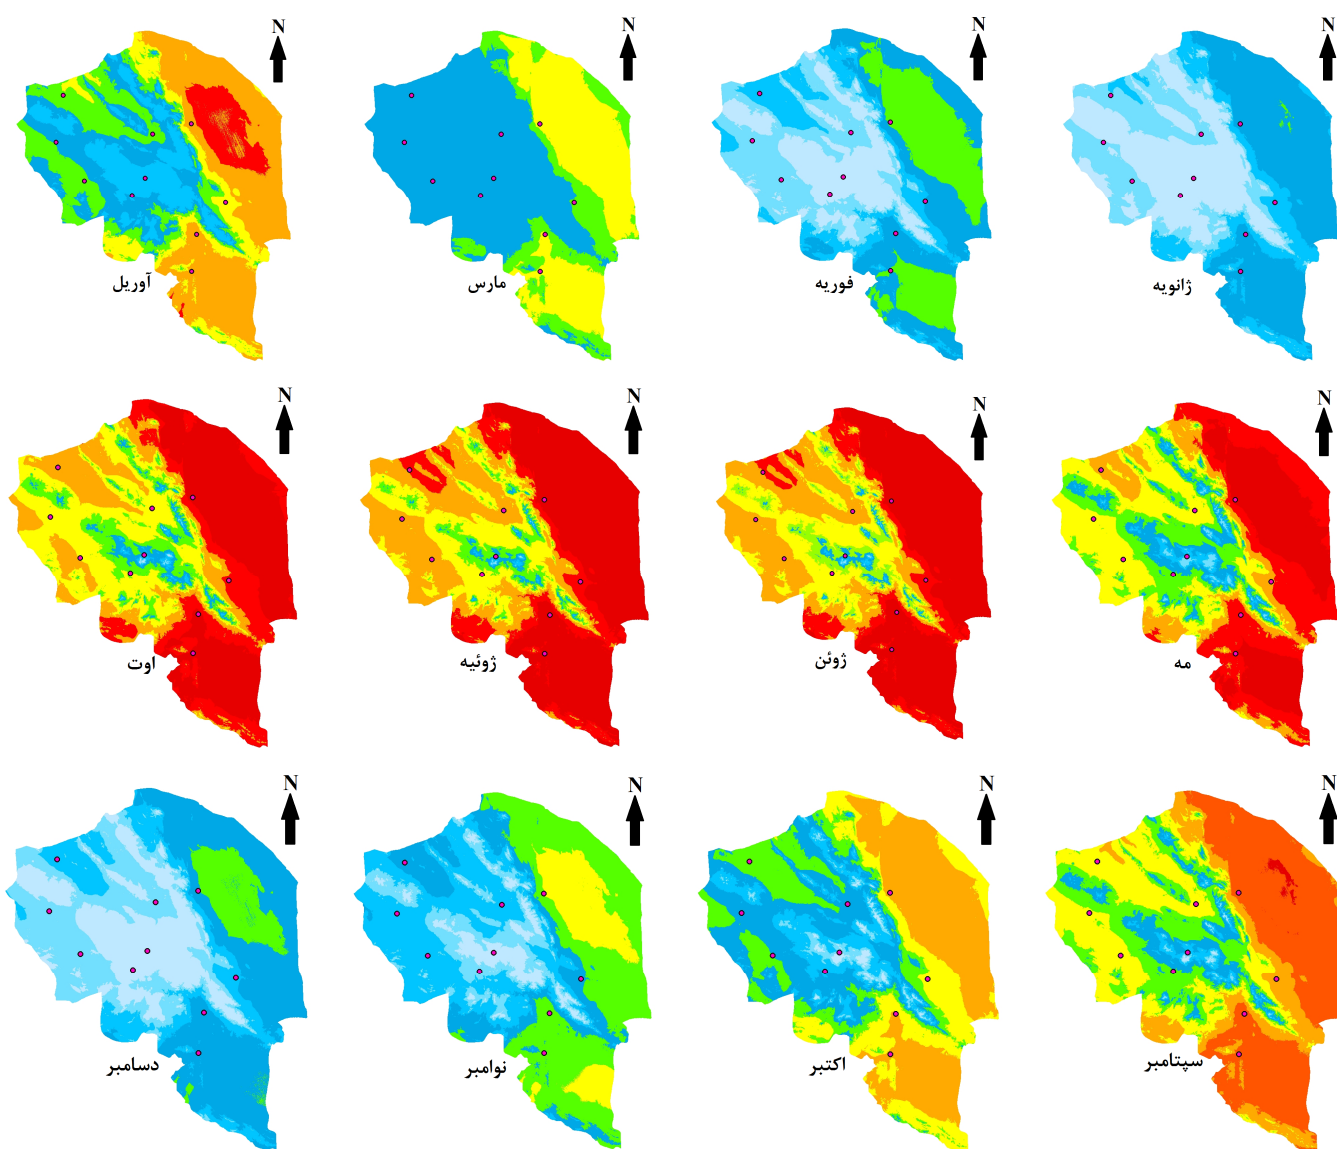 N
N
N
N
ژانویه
فوریه
مارس
آوریل
N
N
N
N
مه
ژوئن
ژوئیه
اوت
N
N
N
N
سپتامبر
اکتبر
نوامبر
دسامبر